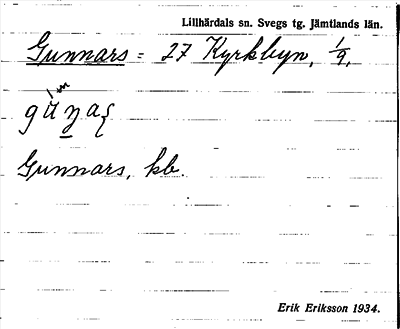 Lillhärdals sn. Svegs tg. Jämtlands län.
Gunnars = 27 Kyrkbyn, 1/9,
Gunnars, kb.
Erik Eriksson 1934.